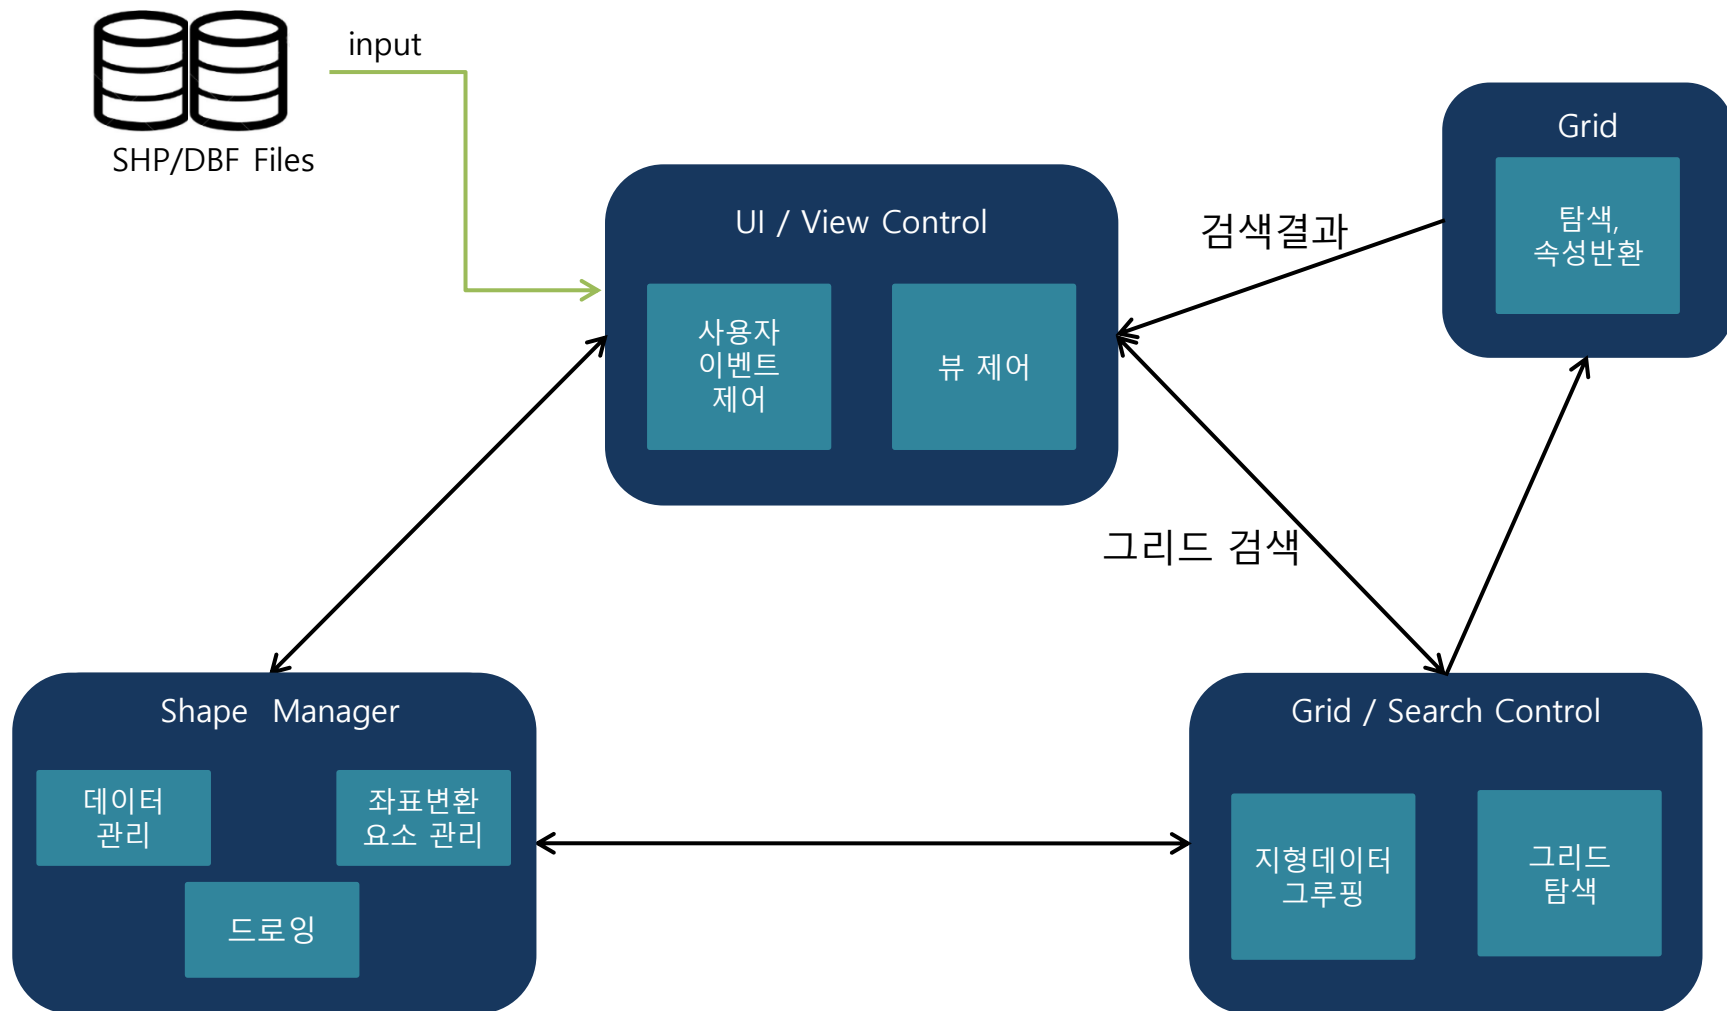 input
SHP/DBF Files
Grid
탐색,
속성반환
UI / View Control
검색결과
사용자
이벤트
제어
뷰 제어
그리드 검색
Shape Manager
데이터
관리
좌표변환
요소 관리
드로잉
Grid / Search Control
지형데이터
그루핑
그리드
탐색